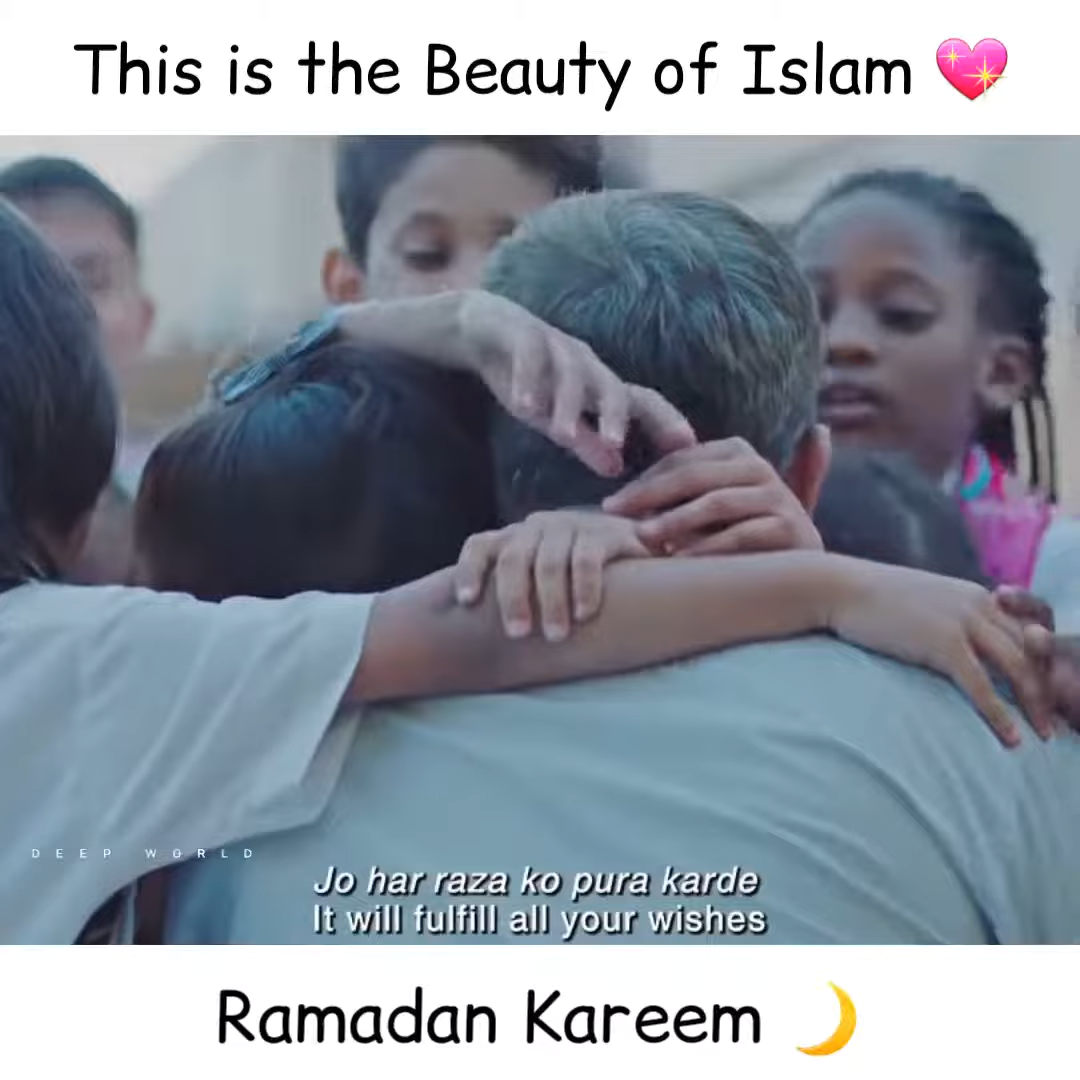 This is the Beauty of Islam 💖
DEEP WORLD
Jo har raza ko pura karde
It will fulfill all your wishes
Ramadan Kareem 🌙